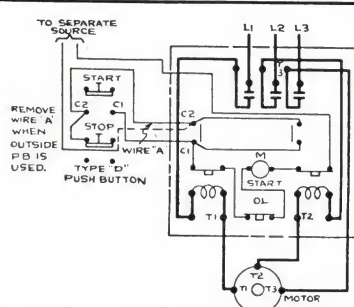 TO SEPARATE
SOURCE
L1 L2 L3
T3
START
C2 C1
STOP
REMOVE
WIRE 'A'
WHEN
OUTSIDE
P B IS
USED.
WIRE "A"
TYPE "D"
PUSH BUTTON
C2
C1
M
START
OL
T1 T2
T2
T1 T3
MOTOR